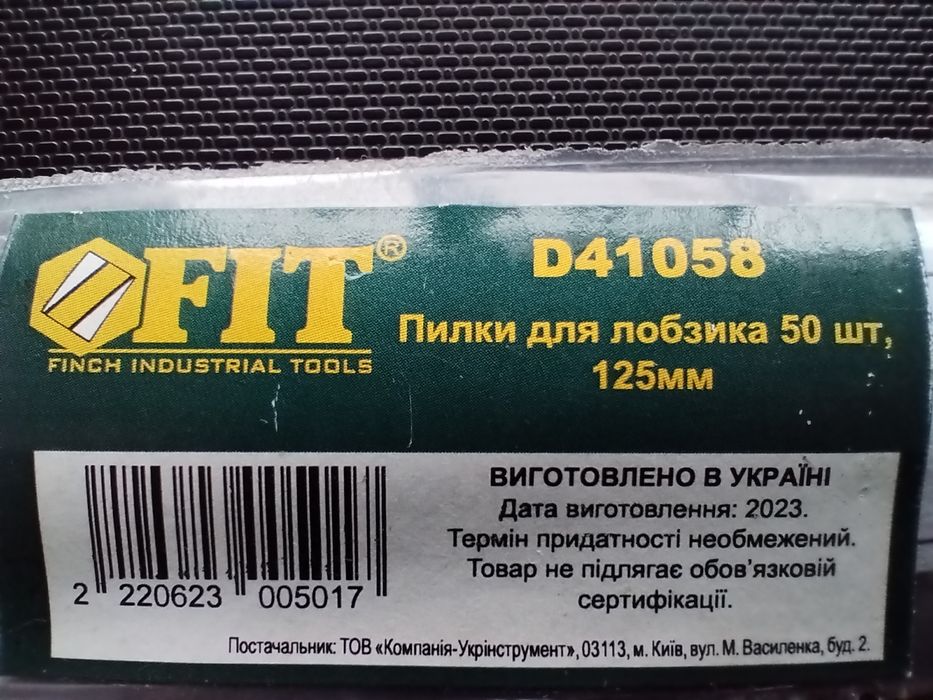 FIT®
FINCH INDUSTRIAL TOOLS
D41058
Пилки для лобзика 50 шт,
125мм
2 220623 005017
ВИГОТОВЛЕНО В УКРАЇНІ
Дата виготовлення: 2023.
Термін придатності необмежений.
Товар не підлягає обов'язковій
сертифікації.
Постачальник: ТОВ «Компанія-Укрінструмент», 03113, м. Київ, вул. М. Василенка, буд. 2.